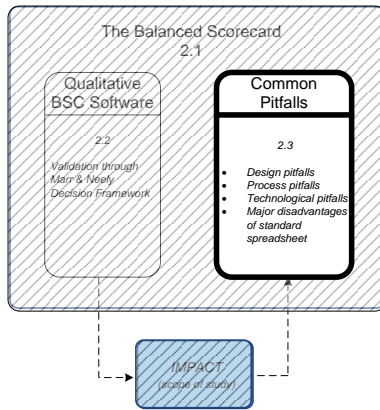 The Balanced Scorecard
2.1
Qualitative
BSC Software
2.2
Validation through
Marr & Neely
Decision Framework
Common
Pitfalls
2.3
• Design pitfalls
• Process pitfalls
• Technological pitfalls
• Major disadvantages
of standard
spreadsheet
IMPACT
(scope of study)